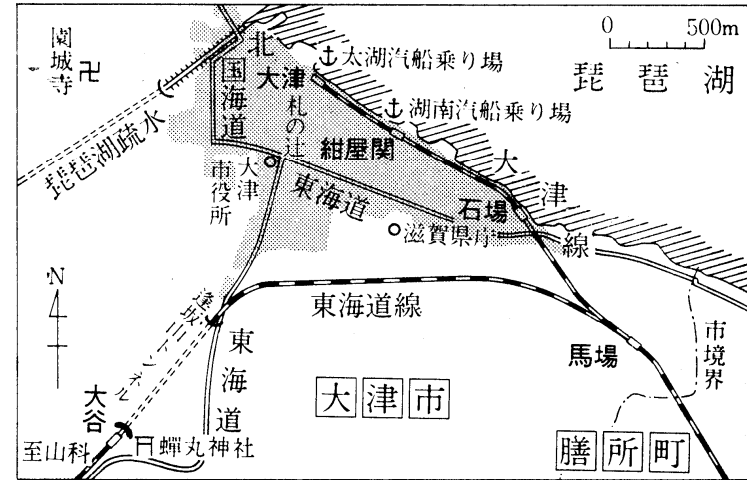 0 500m
琵琶湖
太湖汽船乗り場
湖南汽船乗り場
園城寺
卍
琵琶湖疏水
北国海道
大津
札の辻
紺屋関
大津市役所
東海道
石場
滋賀県庁
大津線
N
東海道線
逢坂山トンネル
東海道
馬場
市境界
大津市
膳所町
大谷
至山科
蟬丸神社